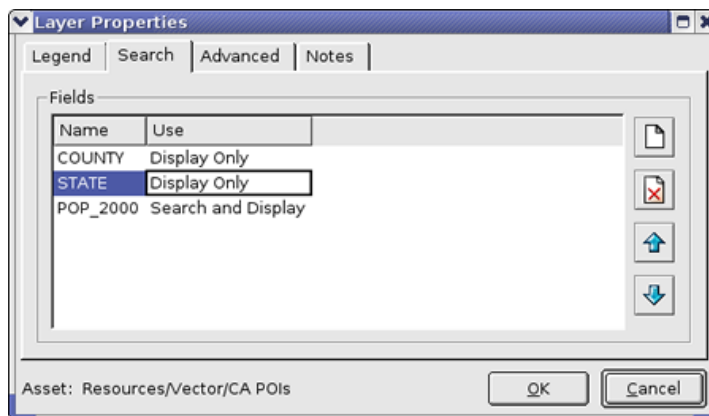 Layer Properties
Legend Search Advanced Notes
Fields
Name Use
COUNTY Display Only
STATE Display Only
POP_2000 Search and Display
Asset: Resources/Vector/CA POIs OK Cancel